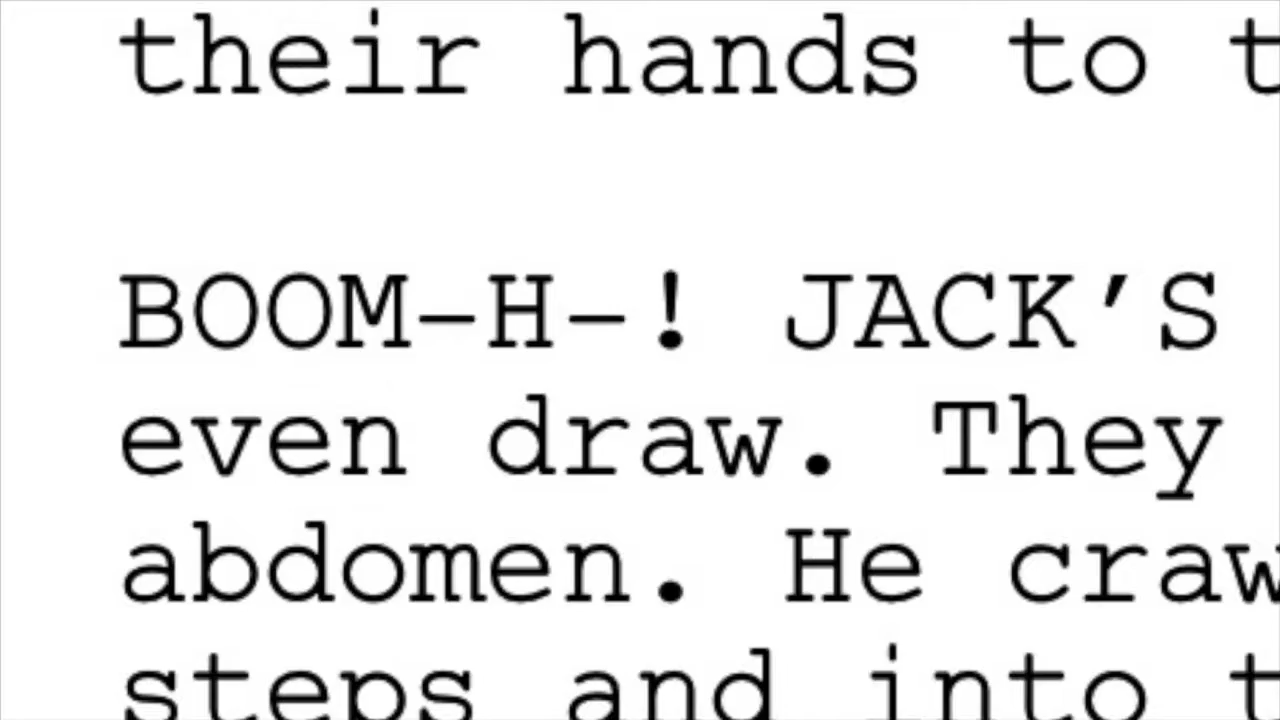 their hands to t
BOOM-H-! JACK’S
even draw. They
abdomen. He craw
steps and into t